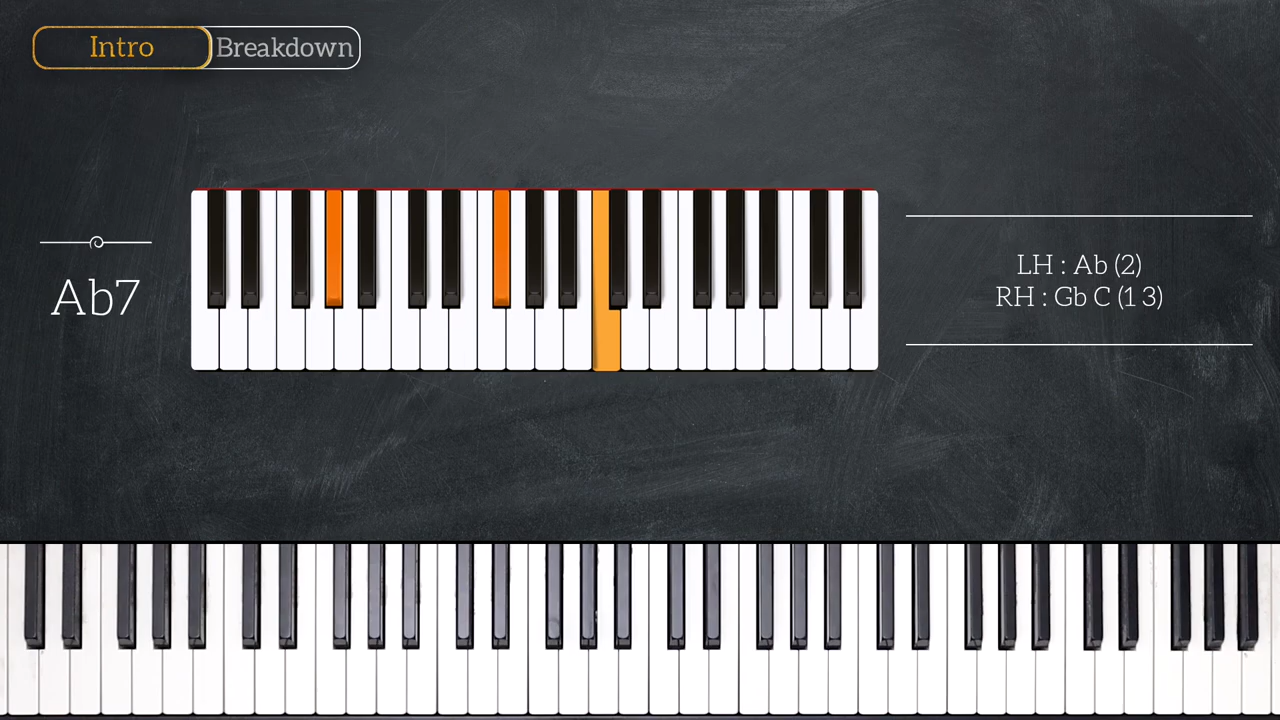 Intro Breakdown
Ab7
LH : Ab (2)
RH : Gb C (1 3)